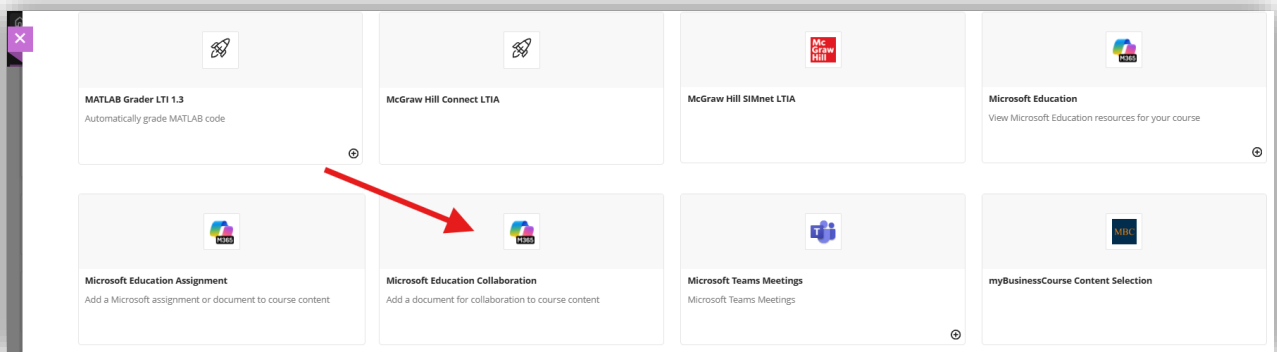 Mc
Graw
Hill
M365
MATLAB Grader LTI 1.3
Automatically grade MATLAB code
McGraw Hill Connect LTIA
McGraw Hill SIMnet LTIA
Microsoft Education
View Microsoft Education resources for your course
M365
M365
T
MBC
Microsoft Education Assignment
Add a Microsoft assignment or document to course content
Microsoft Education Collaboration
Add a document for collaboration to course content
Microsoft Teams Meetings
Microsoft Teams Meetings
myBusinessCourse Content Selection